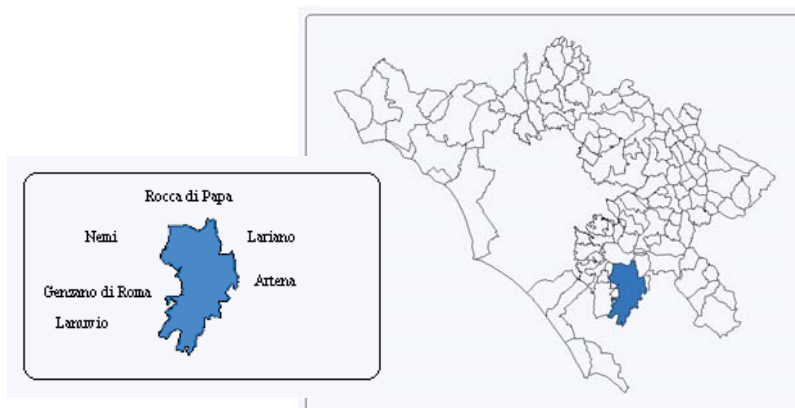 Rocca di Papa
Nemi
Lariano
Genzano di Roma
Artena
Lanuvio